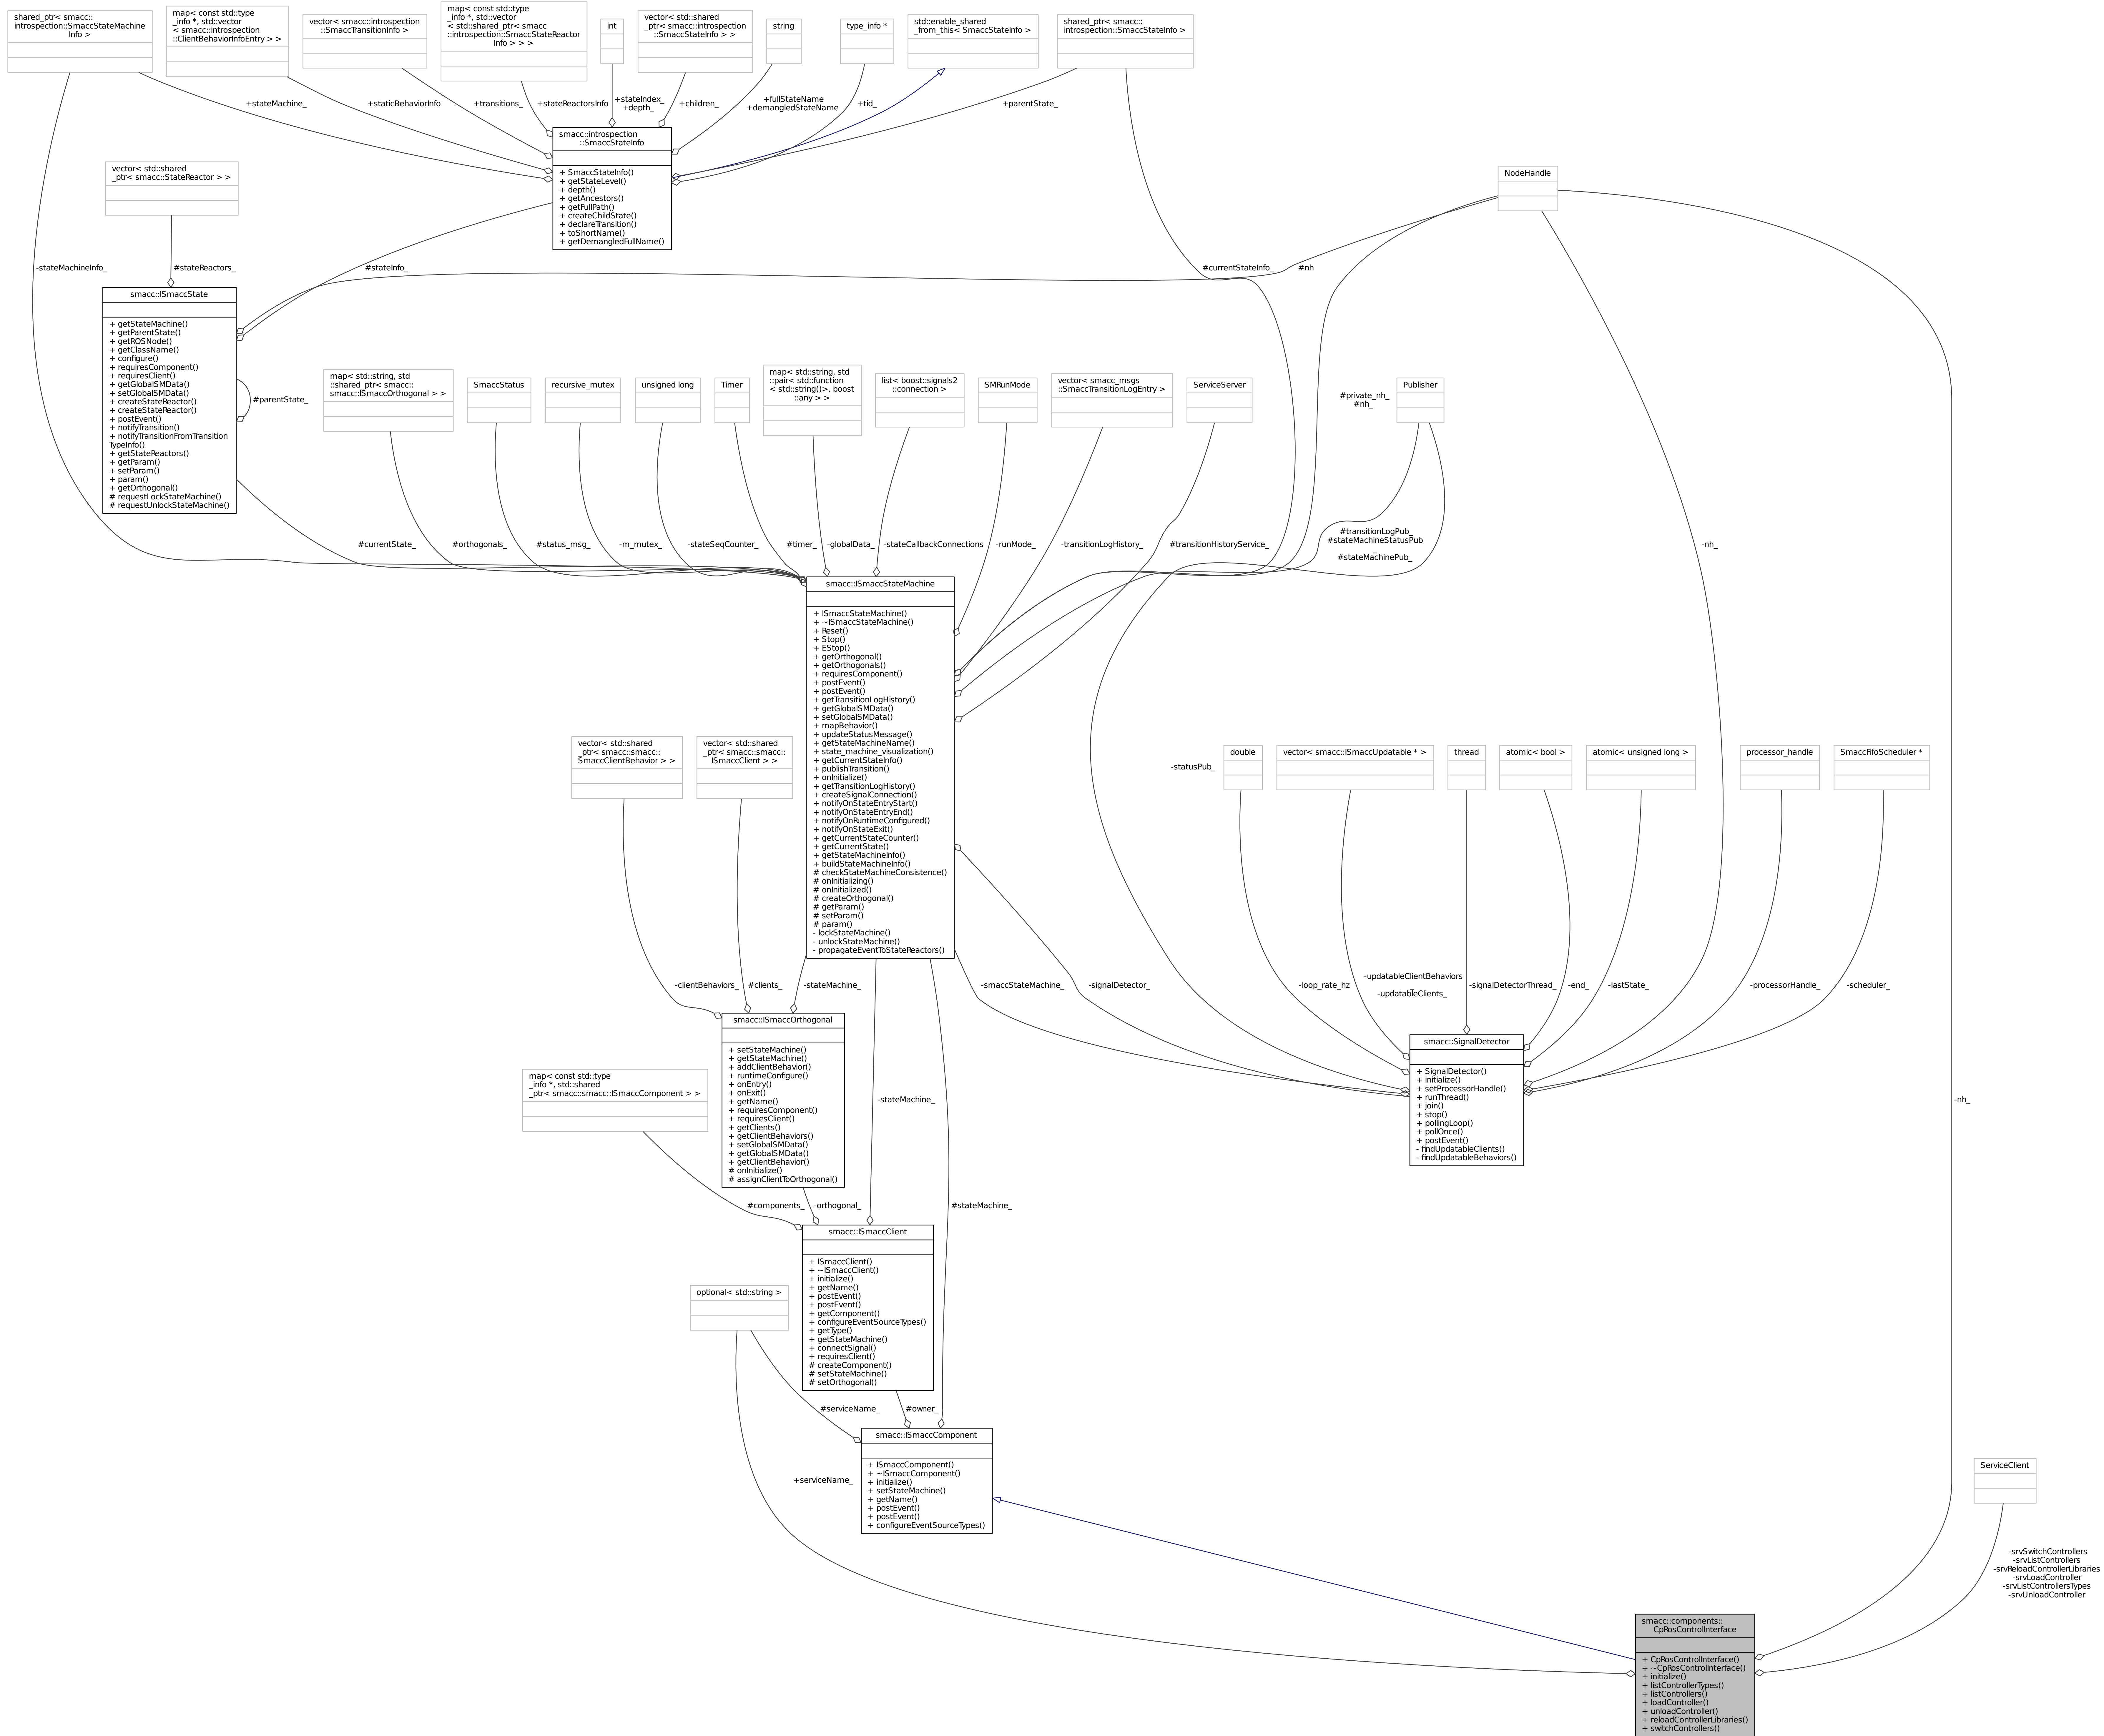 shared_ptr< smacc::
introspection::SmaccStateMachine
Info >
map< const std::type
_info *, std::vector
< smacc::introspection
::ClientBehaviorInfoEntry > >
vector< smacc::introspection
::SmaccTransitionInfo >
map< const std::type
_info *, std::vector
< std::shared_ptr< smacc
::introspection::SmaccStateReactor
Info > > >
int
vector< std::shared
_ptr< smacc::introspection
::SmaccStateInfo > >
string
type_info *
std::enable_shared
_from_this< SmaccStateInfo >
shared_ptr< smacc::
introspection::SmaccStateInfo >
+stateMachine_
+staticBehaviorInfo
+transitions_
+stateReactorsInfo
+stateIndex_
+depth_
+children_
+fullStateName
+demangledStateName
+tid_
+parentState_
smacc::introspection
::SmaccStateInfo
+ SmaccStateInfo()
+ getStateLevel()
+ depth()
+ getAncestors()
+ getFullPath()
+ createChildState()
+ declareTransition()
+ toShortName()
+ getDemangledFullName()
vector< std::shared
_ptr< smacc::StateReactor > >
NodeHandle
-stateMachineInfo_
#stateReactors_
#stateInfo_
#currentStateInfo_
#nh
smacc::ISmaccState
+ getStateMachine()
+ getParentState()
+ getROSNode()
+ getClassName()
+ configure()
+ requiresComponent()
+ requiresClient()
+ getGlobalSMData()
+ setGlobalSMData()
+ createStateReactor()
+ createStateReactor()
+ postEvent()
+ notifyTransition()
+ notifyTransitionFromTransition
TypeInfo()
+ getStateReactors()
+ getParam()
+ setParam()
+ param()
+ getOrthogonal()
# requestLockStateMachine()
# requestUnlockStateMachine()
#parentState_
map< std::string, std
::shared_ptr< smacc::
smacc::ISmaccOrthogonal > >
SmaccStatus
recursive_mutex
unsigned long
Timer
map< std::string, std
::pair< std::function
< std::string()>, boost
::any > >
list< boost::signals2
::connection >
SMRunMode
vector< smacc_msgs
::SmaccTransitionLogEntry >
ServiceServer
#private_nh_
#nh_
Publisher
#currentState_
#orthogonals_
#status_msg_
-m_mutex_
-stateSeqCounter_
#timer_
-globalData_
-stateCallbackConnections
-runMode_
-transitionLogHistory_
#transitionHistoryService_
#transitionLogPub_
#stateMachineStatusPub
_
#stateMachinePub_
-nh_
smacc::ISmaccStateMachine
+ ISmaccStateMachine()
+ ~ISmaccStateMachine()
+ Reset()
+ Stop()
+ EStop()
+ getOrthogonal()
+ getOrthogonals()
+ requiresComponent()
+ postEvent()
+ postEvent()
+ getTransitionLogHistory()
+ getGlobalSMData()
+ setGlobalSMData()
+ mapBehavior()
+ updateStatusMessage()
+ getStateMachineName()
+ state_machine_visualization()
+ getCurrentStateInfo()
+ publishTransition()
+ onInitialize()
+ getTransitionLogHistory()
+ createSignalConnection()
+ notifyOnStateEntryStart()
+ notifyOnStateEntryEnd()
+ notifyOnRuntimeConfigured()
+ notifyOnStateExit()
+ getCurrentStateCounter()
+ getCurrentState()
+ getStateMachineInfo()
+ buildStateMachineInfo()
# checkStateMachineConsistence()
# onInitializing()
# onInitialized()
# createOrthogonal()
# getParam()
# setParam()
# param()
- lockStateMachine()
- unlockStateMachine()
- propagateEventToStateReactors()
vector< std::shared
_ptr< smacc::smacc::
SmaccClientBehavior > >
vector< std::shared
_ptr< smacc::smacc::
ISmaccClient > >
-statusPub_
double
vector< smacc::ISmaccUpdatable * >
thread
atomic< bool >
atomic< unsigned long >
processor_handle
SmaccFifoScheduler *
-clientBehaviors_
#clients_
-stateMachine_
-smaccStateMachine_
-signalDetector_
-loop_rate_hz
-updatableClientBehaviors
_
-updatableClients_
-signalDetectorThread_
-end_
-lastState_
-processorHandle_
-scheduler_
smacc::ISmaccOrthogonal
+ setStateMachine()
+ getStateMachine()
+ addClientBehavior()
+ runtimeConfigure()
+ onEntry()
+ onExit()
+ getName()
+ requiresComponent()
+ requiresClient()
+ getClients()
+ getClientBehaviors()
+ setGlobalSMData()
+ getGlobalSMData()
+ getClientBehavior()
# onInitialize()
# assignClientToOrthogonal()
smacc::SignalDetector
+ SignalDetector()
+ initialize()
+ setProcessorHandle()
+ runThread()
+ join()
+ stop()
+ pollingLoop()
+ pollOnce()
+ postEvent()
- findUpdatableClients()
- findUpdatableBehaviors()
map< const std::type
_info *, std::shared
_ptr< smacc::smacc::ISmaccComponent > >
-stateMachine_
-nh_
#components_
-orthogonal_
#stateMachine_
smacc::ISmaccClient
+ ISmaccClient()
+ ~ISmaccClient()
+ initialize()
+ getName()
+ postEvent()
+ postEvent()
+ getComponent()
+ configureEventSourceTypes()
+ getType()
+ getStateMachine()
+ connectSignal()
+ requiresClient()
# createComponent()
# setStateMachine()
# setOrthogonal()
optional< std::string >
#serviceName_
#owner_
smacc::ISmaccComponent
+ ISmaccComponent()
+ ~ISmaccComponent()
+ initialize()
+ setStateMachine()
+ getName()
+ postEvent()
+ postEvent()
+ configureEventSourceTypes()
+serviceName_
ServiceClient
-srvSwitchControllers
-srvListControllers
-srvReloadControllerLibraries
-srvLoadController
-srvListControllersTypes
-srvUnloadController
smacc::components::
CpRosControlInterface
+ CpRosControlInterface()
+ ~CpRosControlInterface()
+ initialize()
+ listControllerTypes()
+ listControllers()
+ loadController()
+ unloadController()
+ reloadControllerLibraries()
+ switchControllers()